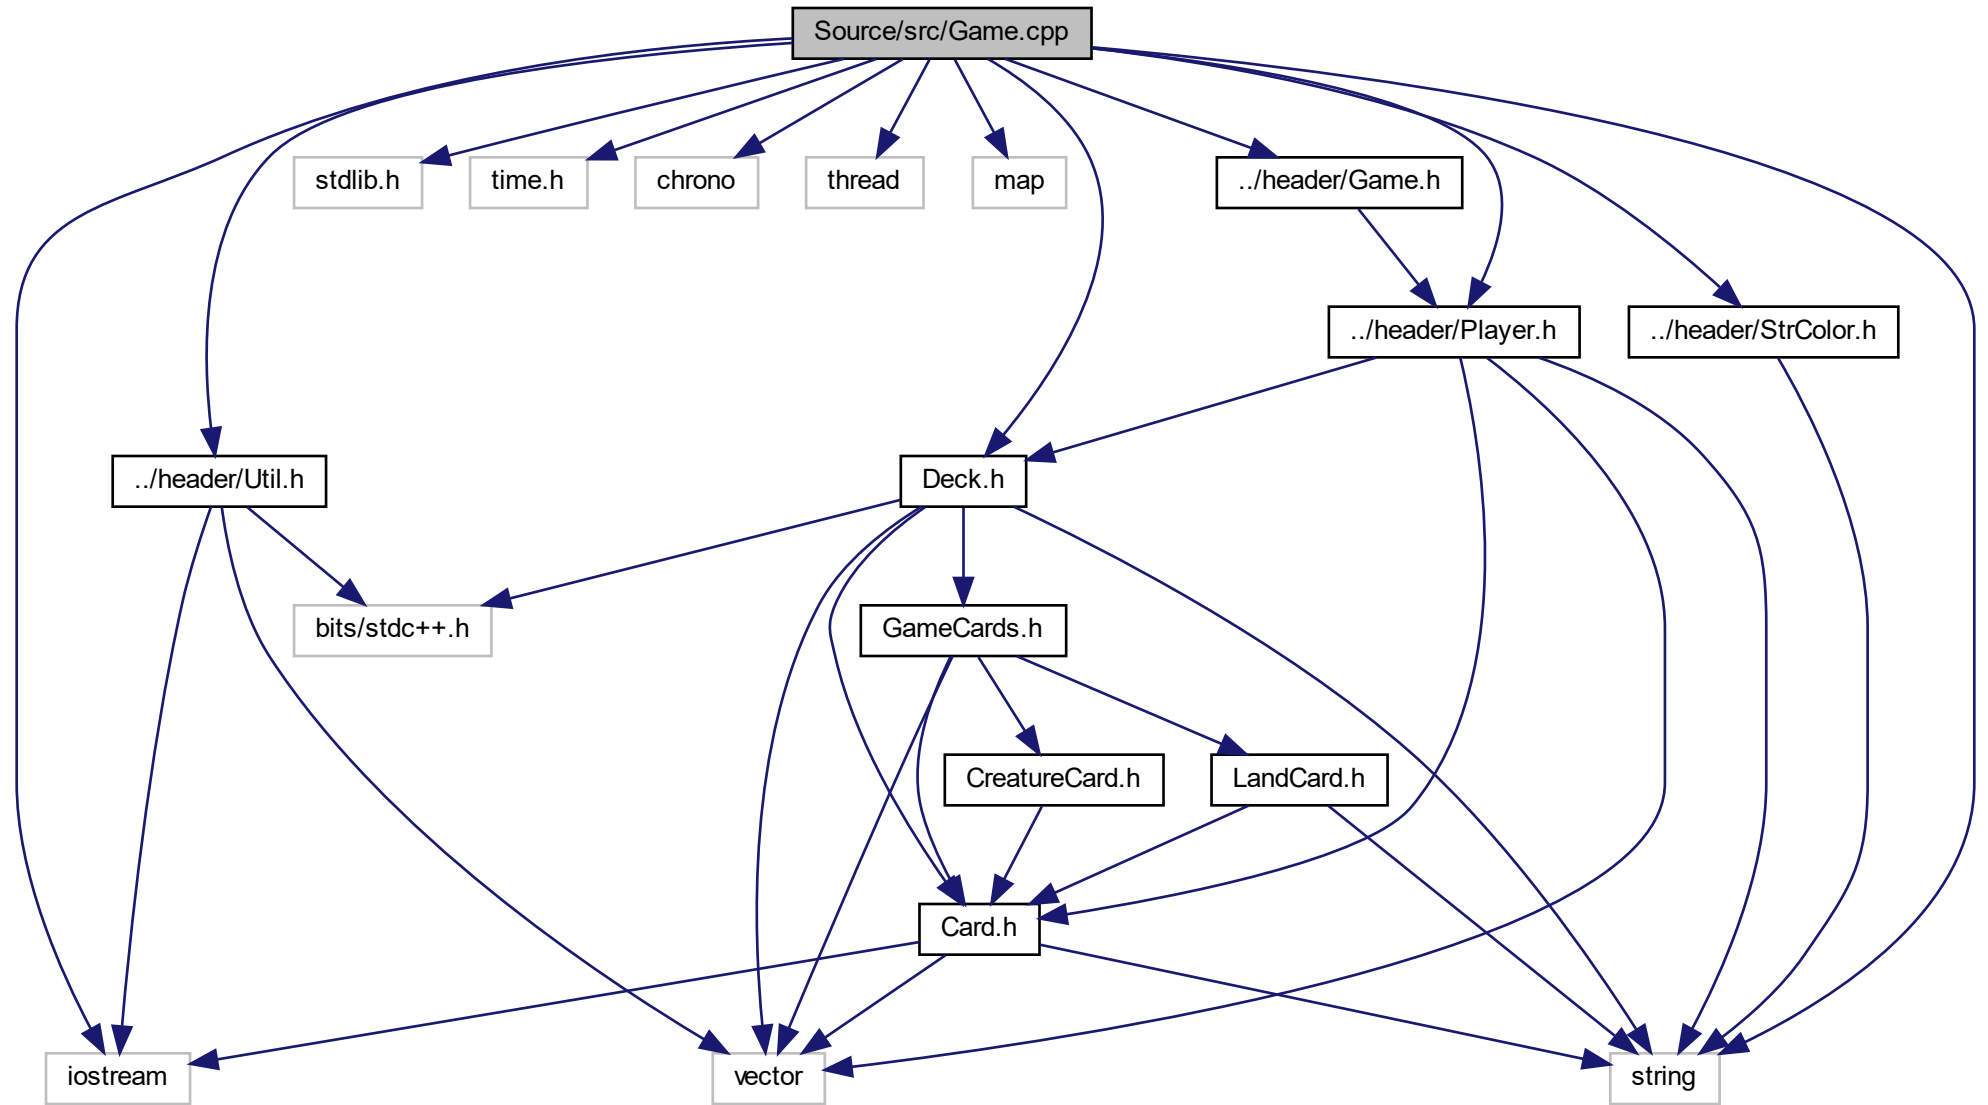 Source/src/Game.cpp
stdlib.h
time.h
chrono
thread
map
../header/Game.h
../header/Player.h
../header/StrColor.h
../header/Util.h
Deck.h
bits/stdc++.h
GameCards.h
CreatureCard.h
LandCard.h
Card.h
iostream
vector
string